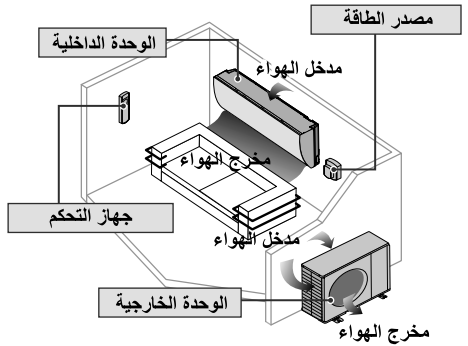 مصدر الطاقة
الوحدة الداخلية
مدخل الهواء
مخرج الهواء
جهاز التحكم
مدخل الهواء
الوحدة الخارجية
مخرج الهواء